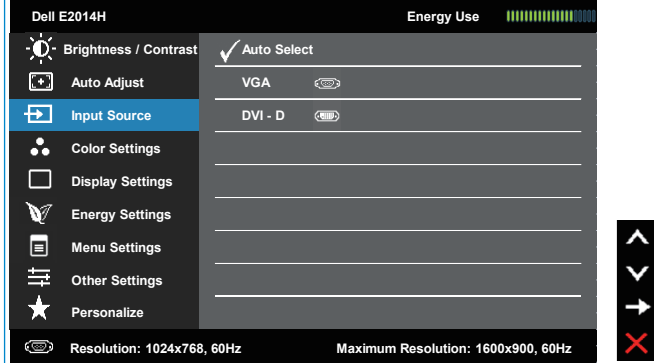 Dell E2014H Energy Use
Brightness / Contrast Auto Select
Auto Adjust VGA
Input Source DVI - D
Color Settings
Display Settings
Energy Settings
Menu Settings
Other Settings
Personalize
Resolution: 1024x768, 60Hz Maximum Resolution: 1600x900, 60Hz